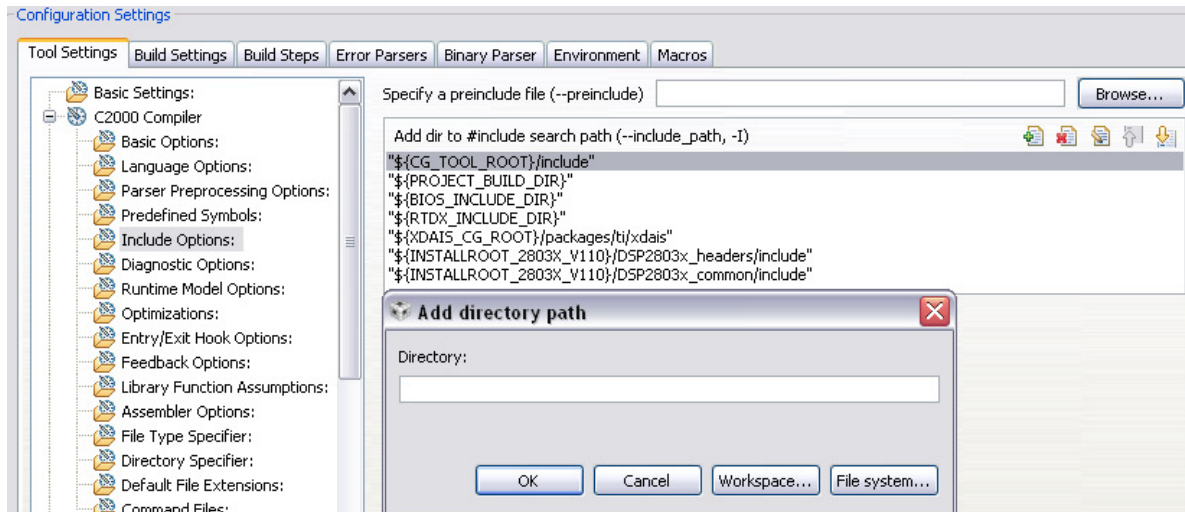 Configuration Settings
Tool Settings Build Settings Build Steps Error Parsers Binary Parser Environment Macros
Basic Settings:
C2000 Compiler
Basic Options:
Language Options:
Parser Preprocessing Options:
Predefined Symbols:
Include Options:
Diagnostic Options:
Runtime Model Options:
Optimizations:
Entry/Exit Hook Options:
Feedback Options:
Library Function Assumptions:
Assembler Options:
File Type Specifier:
Directory Specifier:
Default File Extensions:
Command Files:
Specify a preinclude file (--preinclude) Browse...
Add dir to #include search path (--include_path, -I)
"${CG_TOOL_ROOT}/include"
"${PROJECT_BUILD_DIR}"
"${BIOS_INCLUDE_DIR}"
"${RTDX_INCLUDE_DIR}"
"${XDAIS_CG_ROOT}/packages/ti/xdais"
"${INSTALLROOT_2803X_V110}/DSP2803x_headers/include"
"${INSTALLROOT_2803X_V110}/DSP2803x_common/include"
Add directory path
Directory:
OK Cancel Workspace... File system...